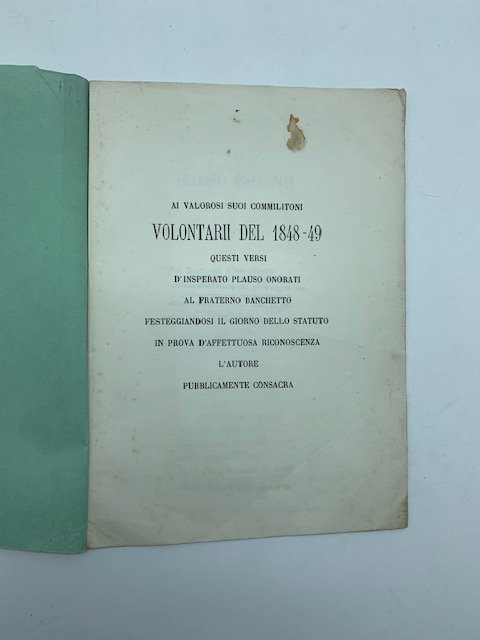 AI VALOROSI SUOI COMMILITONI
VOLONTARII DEL 1848-49
QUESTI VERSI
D'INSPERATO PLAUSO ONORATI
AL FRATERNO BANCHETTO
FESTEGGIANDOSI IL GIORNO DELLO STATUTO
IN PROVA D'AFFETTUOSA RICONOSCENZA
L'AUTORE
PUBBLICAMENTE CONSACRA